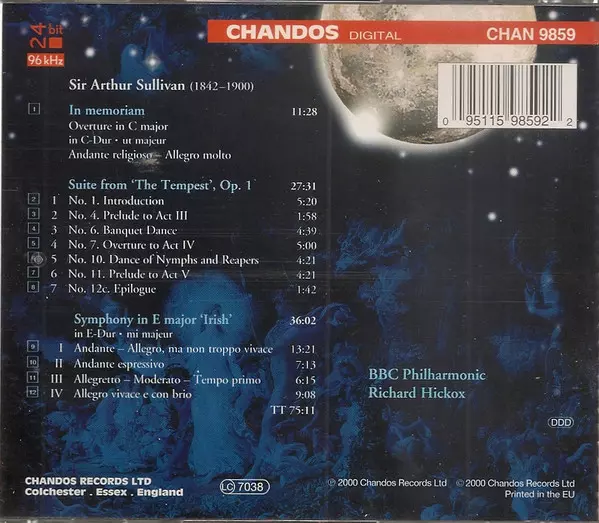 24 bit
96 kHz
CHANDOS DIGITAL CHAN 9859
0 95115 98592 2
Sir Arthur Sullivan (1842–1900)
1 In memoriam 11:28
Overture in C major
in C-Dur · ut majeur
Andante religioso – Allegro molto
Suite from ‘The Tempest’, Op. 1 27:31
2 1 No. 1. Introduction 5:20
3 2 No. 4. Prelude to Act III 1:58
4 3 No. 6. Banquet Dance 4:39
5 4 No. 7. Overture to Act IV 5:00
6 5 No. 10. Dance of Nymphs and Reapers 4:21
7 6 No. 11. Prelude to Act V 4:21
8 7 No. 12c. Epilogue 1:42
Symphony in E major ‘Irish’ 36:02
in E-Dur · mi majeur
9 I Andante – Allegro, ma non troppo vivace 13:21
10 II Andante espressivo 7:13
11 III Allegretto – Moderato – Tempo primo 6:15
12 IV Allegro vivace e con brio 9:08
TT 75:11
BBC Philharmonic
Richard Hickox
DDD
CHANDOS RECORDS LTD
Colchester . Essex . England
LC 7038
℗ 2000 Chandos Records Ltd © 2000 Chandos Records Ltd
Printed in the EU